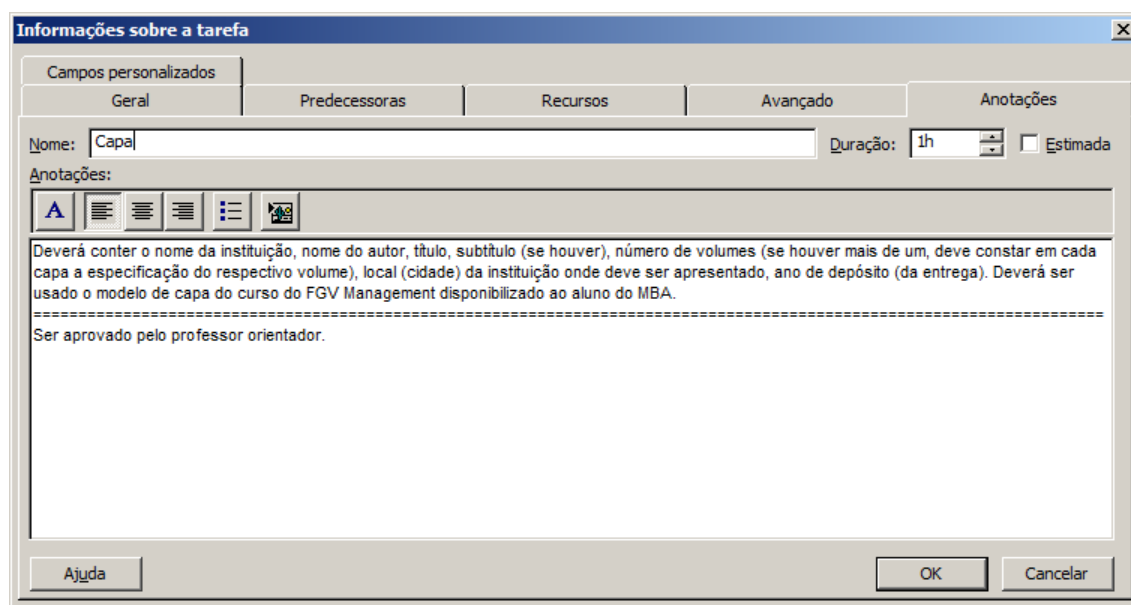 Informações sobre a tarefa
Campos personalizados
Geral Predecessoras Recursos Avançado Anotações
Nome: Capa Duração: 1h Estimada
Anotações:
A
Deverá conter o nome da instituição, nome do autor, título, subtítulo (se houver), número de volumes (se houver mais de um, deve constar em cada
capa a especificação do respectivo volume), local (cidade) da instituição onde deve ser apresentado, ano de depósito (da entrega). Deverá ser
usado o modelo de capa do curso do FGV Management disponibilizado ao aluno do MBA.
=======================================================================================================================
Ser aprovado pelo professor orientador.
Ajuda OK Cancelar